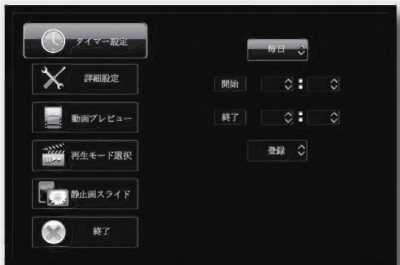 タイマー設定
詳細設定
動画プレビュー
再生モード選択
静止画スライド
終了
毎日
開始 :
終了 :
登録